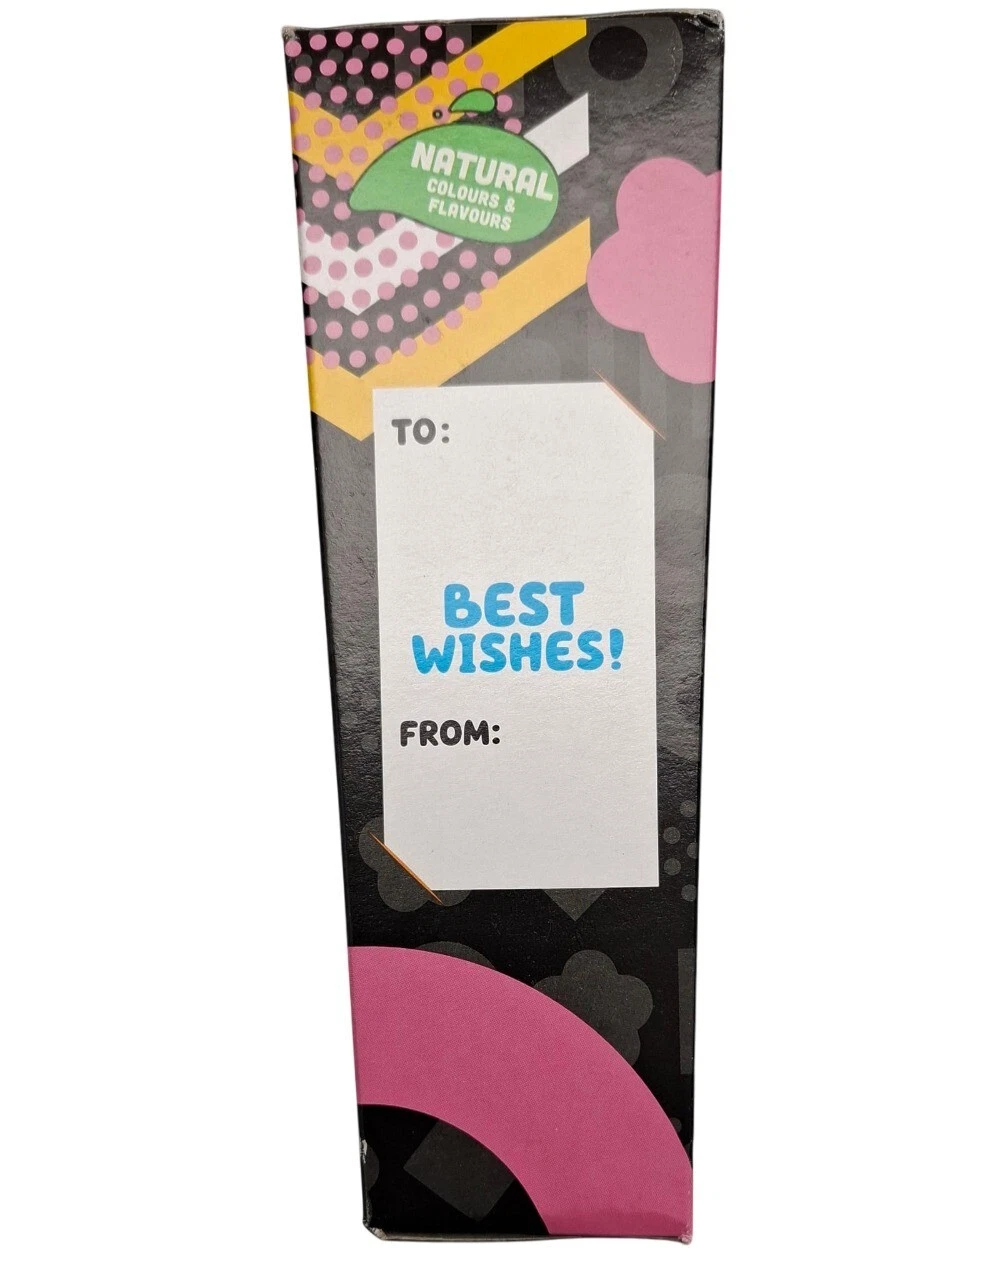 NATURAL
COLOURS &
FLAVOURS
TO:
BEST
WISHES!
FROM: